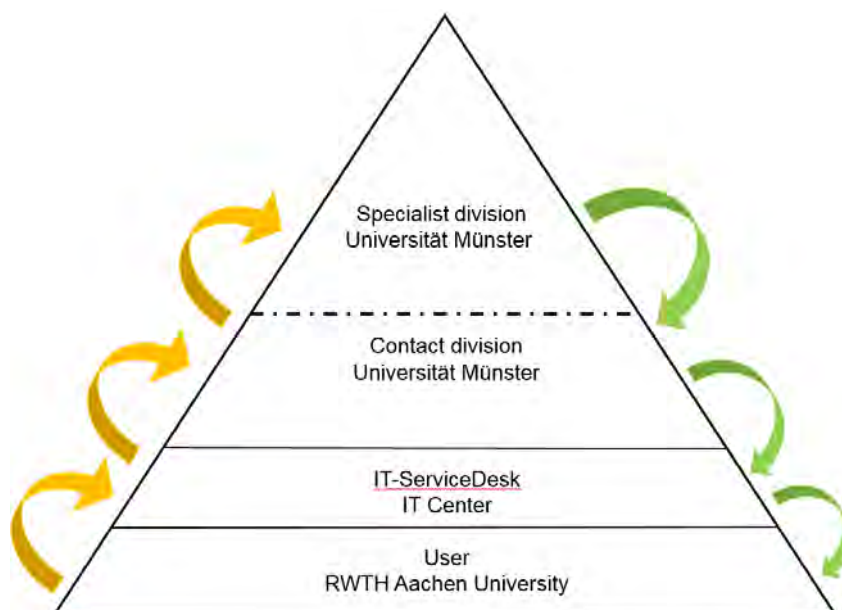 Specialist division
Universität Münster
Contact division
Universität Münster
IT-ServiceDesk
IT Center
User
RWTH Aachen University